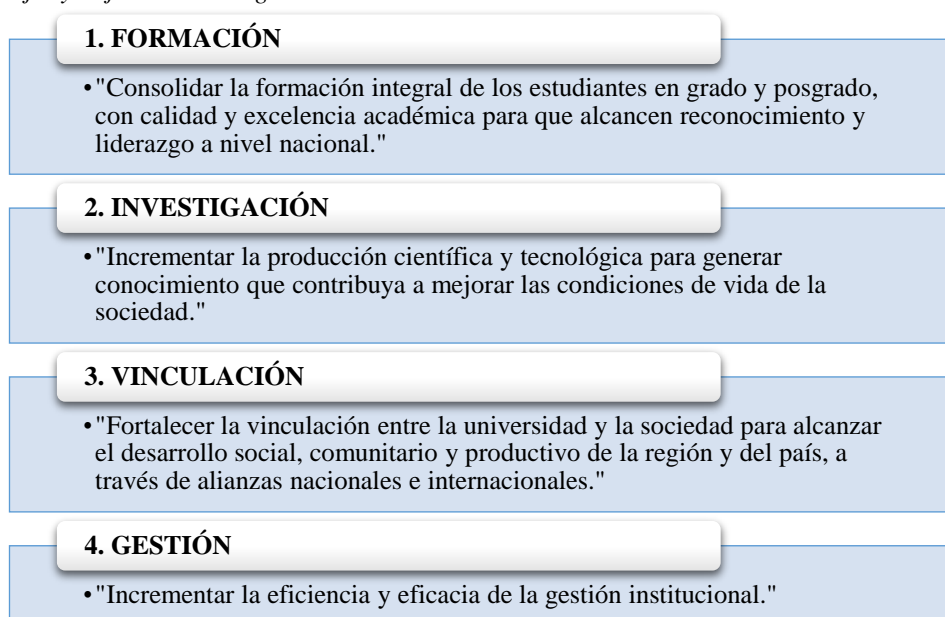 1. FORMACIÓN
•"Consolidar la formación integral de los estudiantes en grado y posgrado,
con calidad y excelencia académica para que alcancen reconocimiento y
liderazgo a nivel nacional."
2. INVESTIGACIÓN
•"Incrementar la producción científica y tecnológica para generar
conocimiento que contribuya a mejorar las condiciones de vida de la
sociedad."
3. VINCULACIÓN
•"Fortalecer la vinculación entre la universidad y la sociedad para alcanzar
el desarrollo social, comunitario y productivo de la región y del país, a
través de alianzas nacionales e internacionales."
4. GESTIÓN
•"Incrementar la eficiencia y eficacia de la gestión institucional."